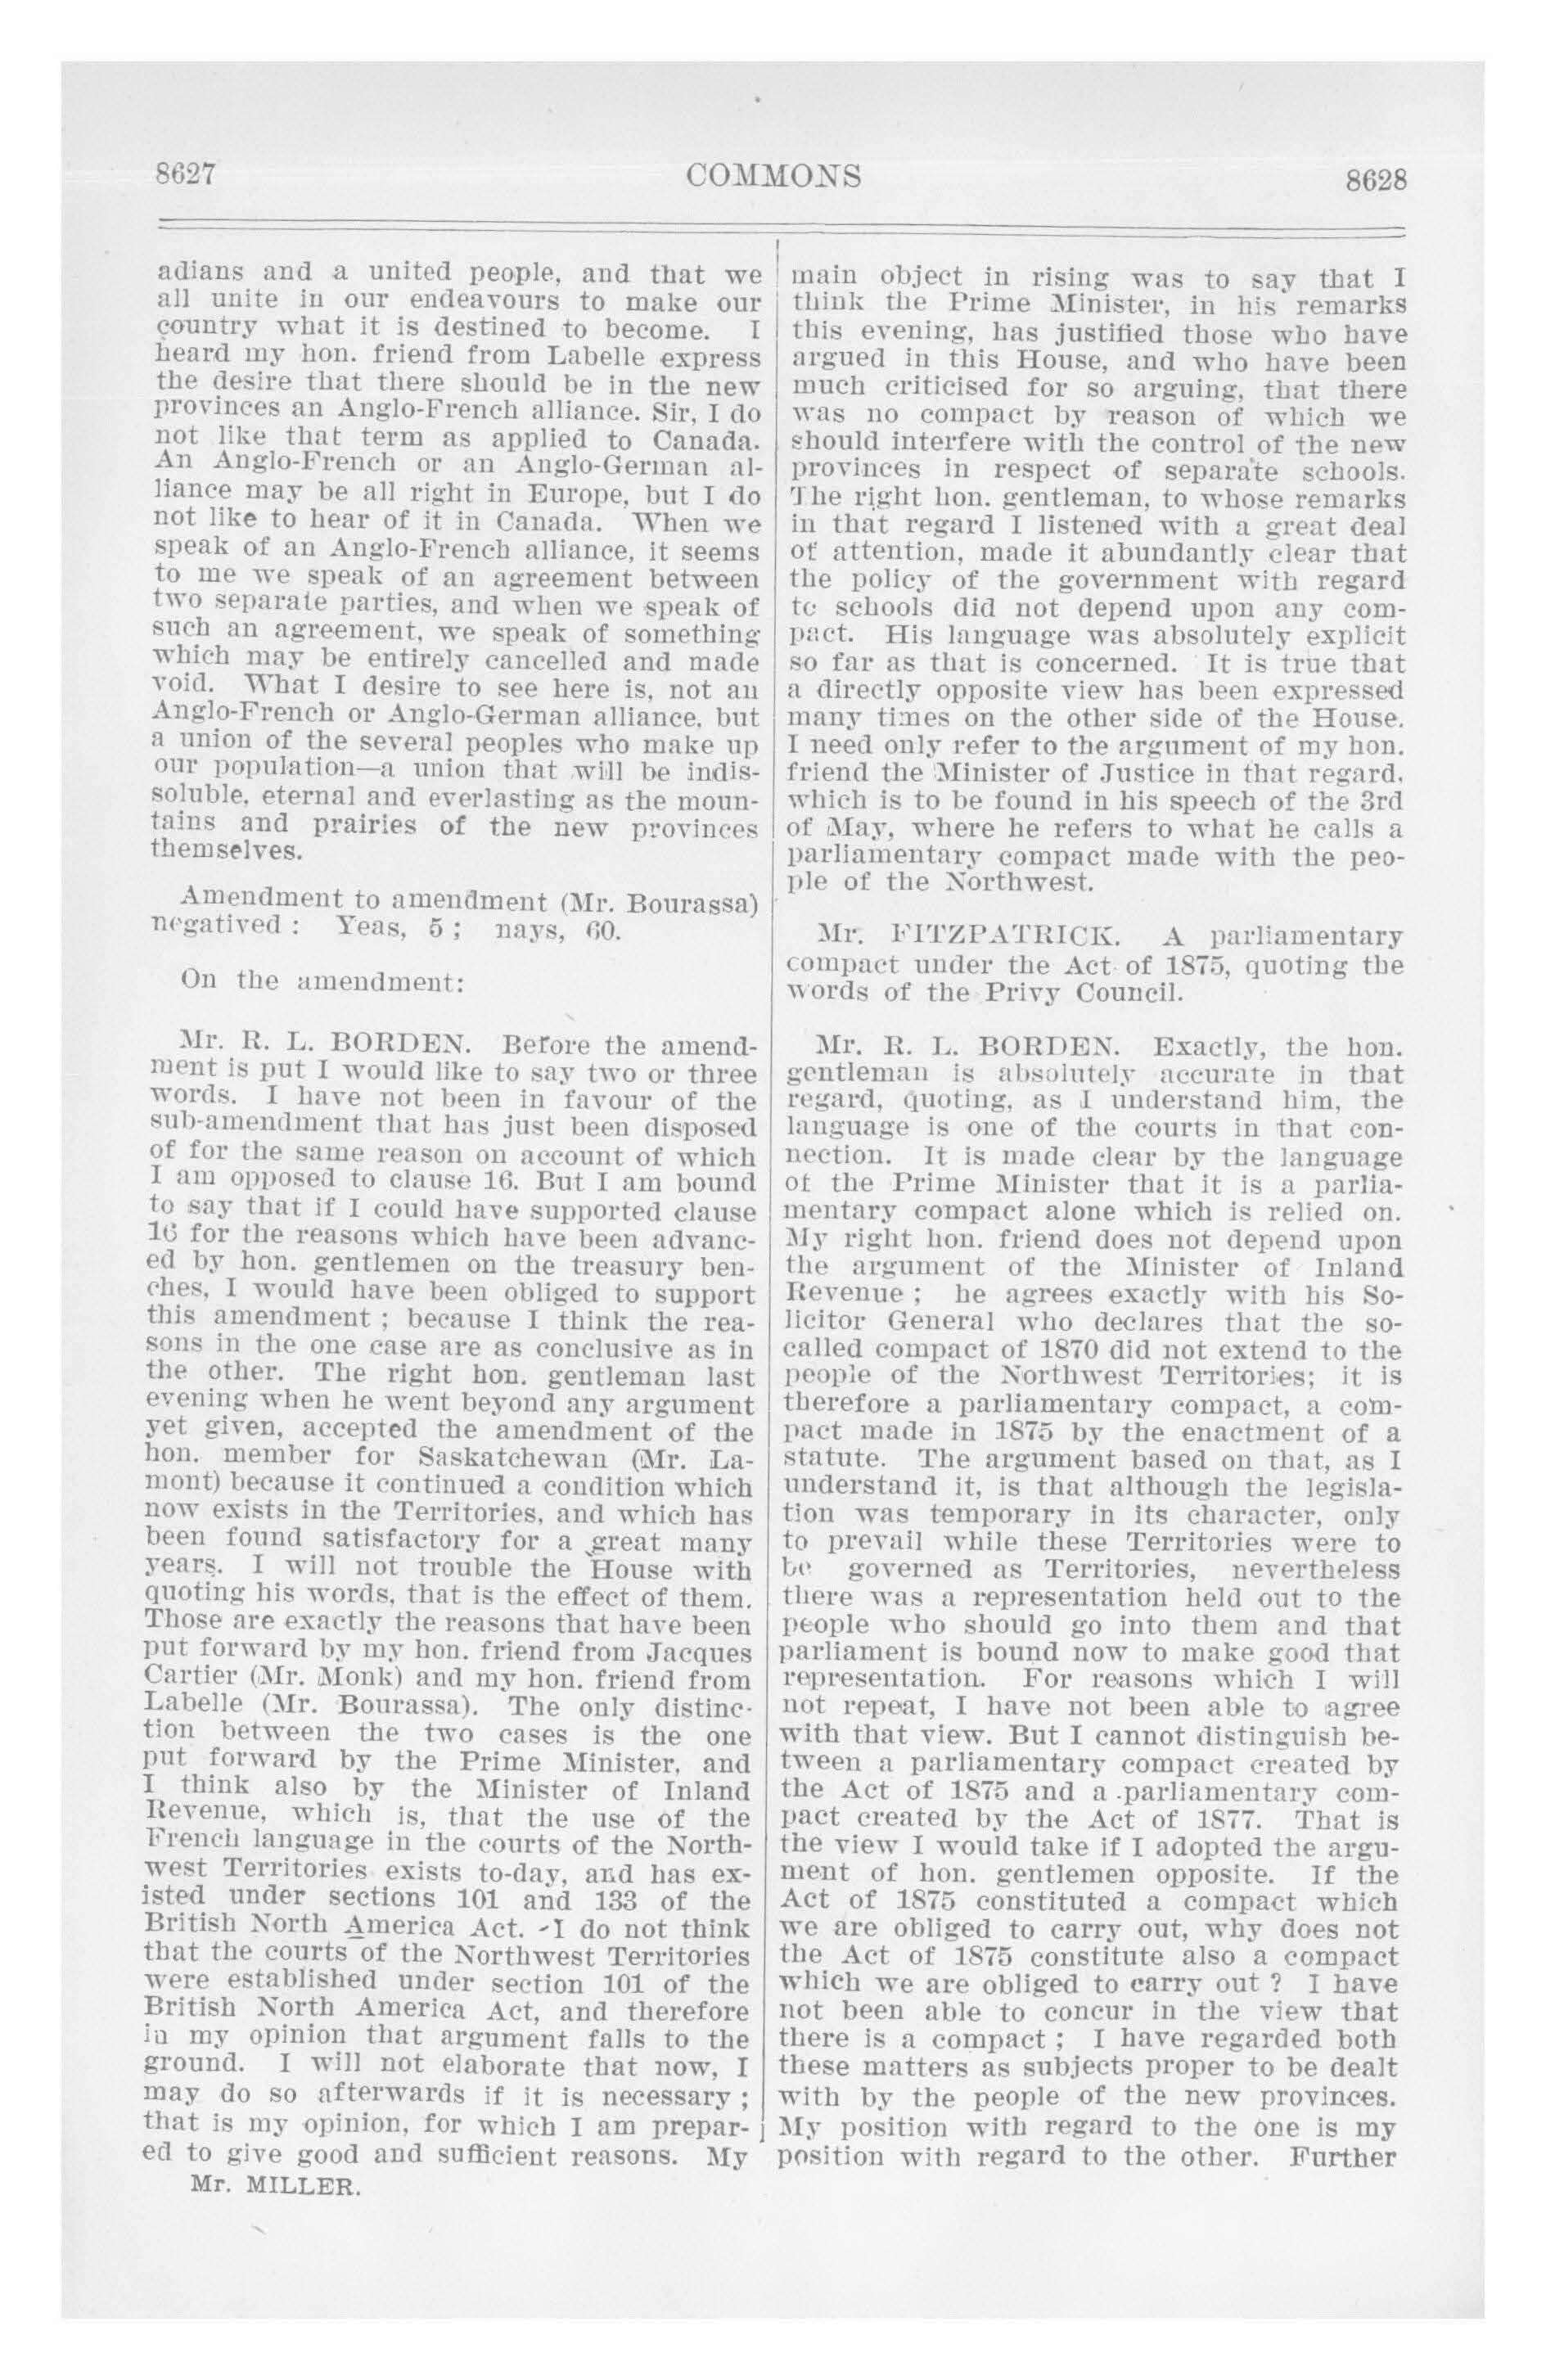 8627
COMMONS
8628
adians and a united people, and that we
all unite in our endeavours to make our
country what it is destined to become. I
heard my hon. friend from Labelle express
the desire that there should be in the new
provinces an Anglo-French alliance. Sir, I do
not like that term as applied to Canada.
An Anglo-French or an Anglo-German al-
liance may be all right in Europe, but I do
not like to hear of it in Canada. When we
speak of an Anglo-French alliance, it seems
to me we speak of an agreement between
two separate parties, and when we speak of
such an agreement, we speak of something
which may be entirely cancelled and made
void. What I desire to see here is, not an
Anglo-French or Anglo-German alliance, but
a union of the several peoples who make up
our population—a union that will be indis-
soluble, eternal and everlasting as the moun-
tains and prairies of the new provinces
themselves.
Amendment to amendment (Mr. Bourassa)
negatived : Yeas, 5 ; nays, 60.
On the amendment:
Mr. R. L. BORDEN. Before the amend-
ment is put I would like to say two or three
words. I have not been in favour of the
sub-amendment that has just been disposed
of for the same reason on account of which
I am opposed to clause 16. But I am bound
to say that if I could have supported clause
16 for the reasons which have been advanc-
ed by hon. gentlemen on the treasury ben-
ches, I would have been obliged to support
this amendment ; because I think the rea-
sons in the one case are as conclusive as in
the other. The right hon. gentleman last
evening when he went beyond any argument
yet given, accepted the amendment of the
hon. member for Saskatchewan (Mr. La-
mont) because it continued a condition which
now exists in the Territories, and which has
been found satisfactory for a great many
years. I will not trouble the House with
quoting his words, that is the effect of them.
Those are exactly the reasons that have been
put forward by my hon. friend from Jacques
Cartier (Mr. Monk) and my hon. friend from
Labelle (Mr. Bourassa). The only distinc-
tion between the two cases is the one
put forward by the Prime Minister, and
I think also by the Minister of Inland
Revenue, which is, that the use of the
French language in the courts of the North-
west Territories exists to-day, and has ex-
isted under sections 101 and 133 of the
British North America Act. I do not think
that the courts of the Northwest Territories
were established under section 101 of the
British North America Act, and therefore
in my opinion that argument falls to the
ground. I will not elaborate that now, I
may do so afterwards if it is necessary ;
that is my opinion, for which I am prepar-
ed to give good and sufficient reasons. My
Mr. MILLER.
main object in rising was to say that I
think the Prime Minister, in his remarks
this evening, has justified those who have
argued in this House, and who have been
much criticised for so arguing, that there
was no compact by reason of which we
should interfere with the control of the new
provinces in respect of separate schools.
The right hon. gentleman, to whose remarks
in that regard I listened with a great deal
of attention, made it abundantly clear that
the policy of the government with regard
to schools did not depend upon any com-
pact. His language was absolutely explicit
so far as that is concerned. It is true that
a directly opposite view has been expressed
many times on the other side of the House.
I need only refer to the argument of my hon.
friend the Minister of Justice in that regard,
which is to be found in his speech of the 3rd
of May, where he refers to what he calls a
parliamentary compact made with the peo-
ple of the Northwest.
Mr. FITZPATRICK. A parliamentary
compact under the Act of 1875, quoting the
words of the Privy Council.
Mr. R. L. BORDEN. Exactly, the hon.
gentleman is absolutely accurate in that
regard, quoting, as I understand him, the
language is one of the courts in that con-
nection. It is made clear by the language
of the Prime Minister that it is a parlia-
mentary compact alone which is relied on.
My right hon. friend does not depend upon
the argument of the Minister of Inland
Revenue ; he agrees exactly with his So-
licitor General who declares that the so-
called compact of 1870 did not extend to the
people of the Northwest Territories; it is
therefore a parliamentary compact, a com-
pact made in 1875 by the enactment of a
statute. The argument based on that, as I
understand it, is that although the legisla-
tion was temporary in its character, only
to prevail while these Territories were to
be governed as Territories, nevertheless
there was a representation held out to the
people who should go into them and that
parliament is bound now to make good that
representation. For reasons which I will
not repeat, I have not been able to agree
with that view. But I cannot distinguish be-
tween a parliamentary compact created by
the Act of 1875 and a parliamentary com-
pact created by the Act of 1877. That is
the view I would take if I adopted the argu-
ment of hon. gentlemen opposite. If the
Act of 1875 constituted a compact which
we are obliged to carry out, why does not
the Act of 1875 constitute also a compact
which we are obliged to carry out ? I have
not been able to concur in the view that
there is a compact ; I have regarded both
these matters as subjects proper to be dealt
with by the people of the new provinces.
My position with regard to the one is my
position with regard to the other. Further